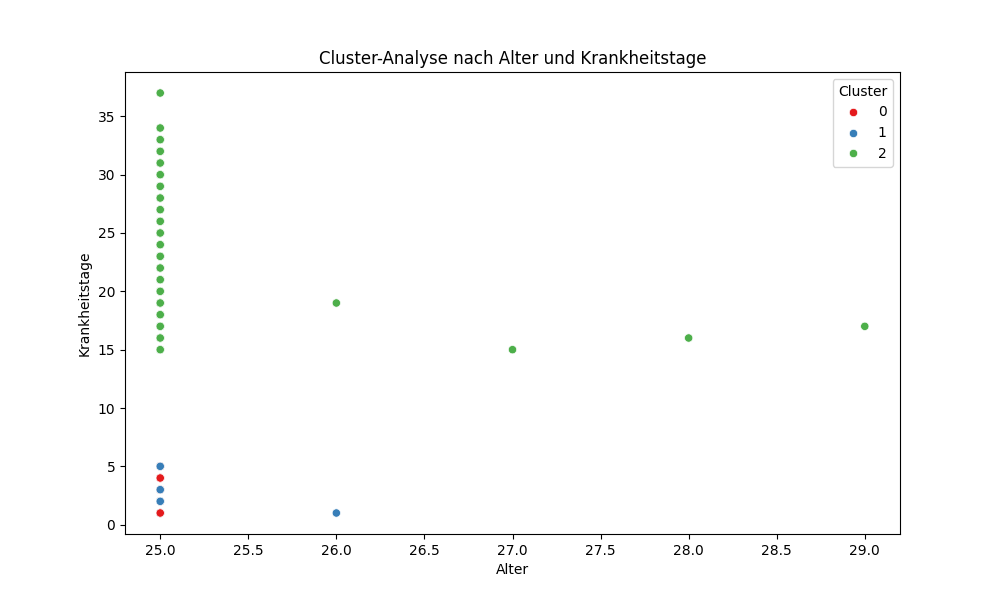 Cluster-Analyse nach Alter und Krankheitstage
Cluster
0
1
2
35
30
25
20
15
10
5
0
Krankheitstage
25.0 25.5 26.0 26.5 27.0 27.5 28.0 28.5 29.0
Alter